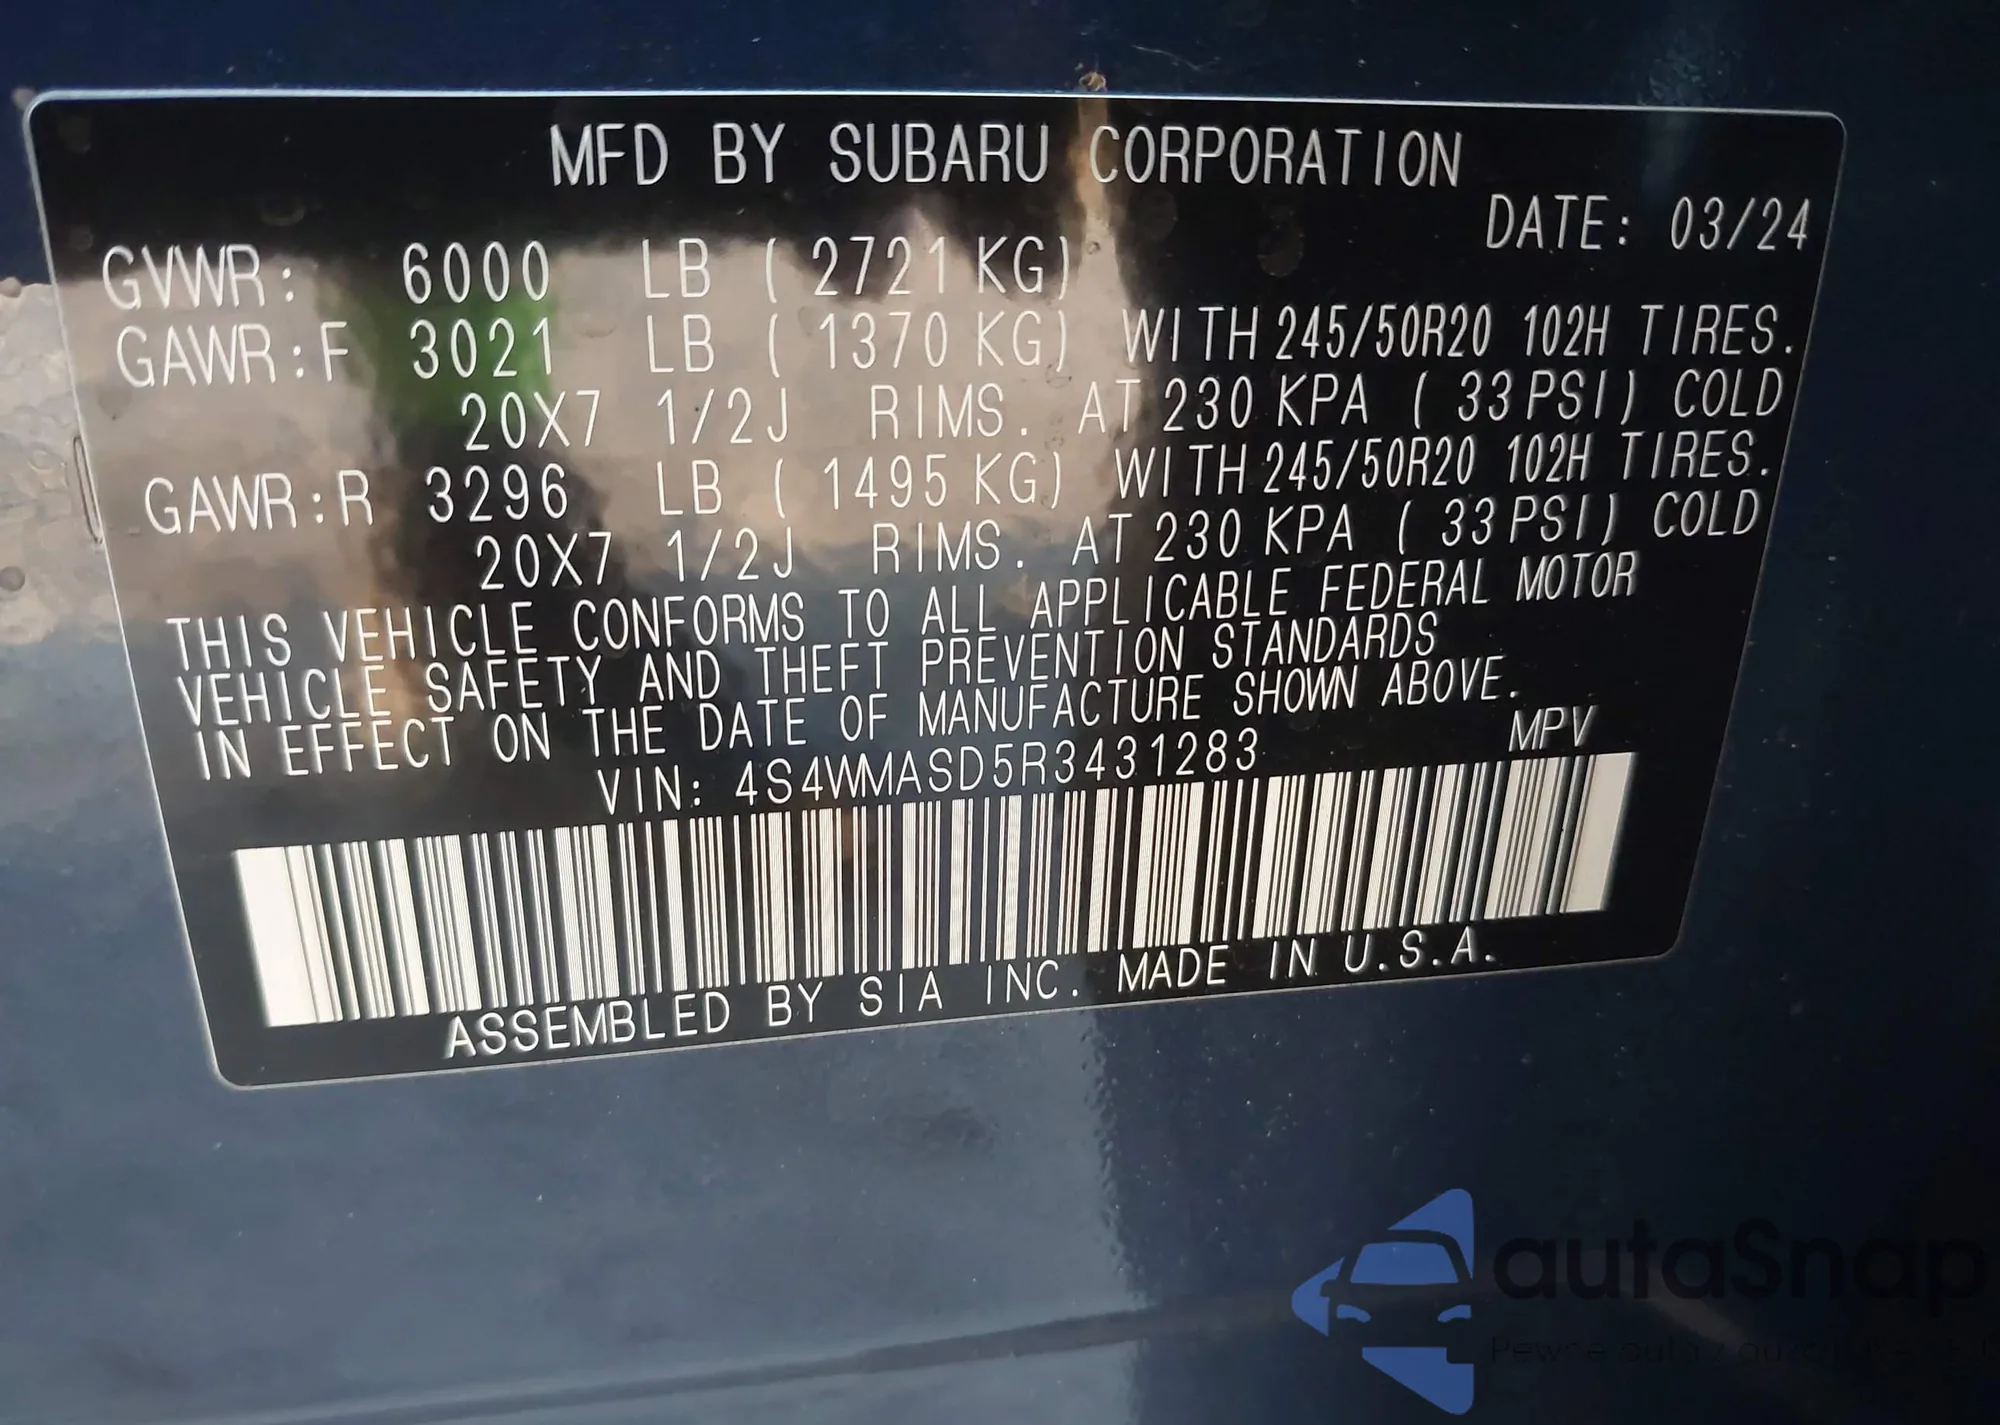 MFD BY SUBARU CORPORATION
DATE: 03/24
GVWR: 6000 LB ( 2721 KG)
GAWR:F 3021 LB ( 1370 KG) WITH 245/50R20 102H TIRES.
20X7 1/2J RIMS. AT 230 KPA ( 33 PSI) COLD
GAWR:R 3296 LB ( 1495 KG) WITH 245/50R20 102H TIRES.
20X7 1/2J RIMS. AT 230 KPA ( 33 PSI) COLD
THIS VEHICLE CONFORMS TO ALL APPLICABLE FEDERAL MOTOR
VEHICLE SAFETY AND THEFT PREVENTION STANDARDS
IN EFFECT ON THE DATE OF MANUFACTURE SHOWN ABOVE.
VIN: 4S4WMASD5R3431283 MPV
ASSEMBLED BY SIA INC. MADE IN U.S.A.
autaSnap
Pewne auta z